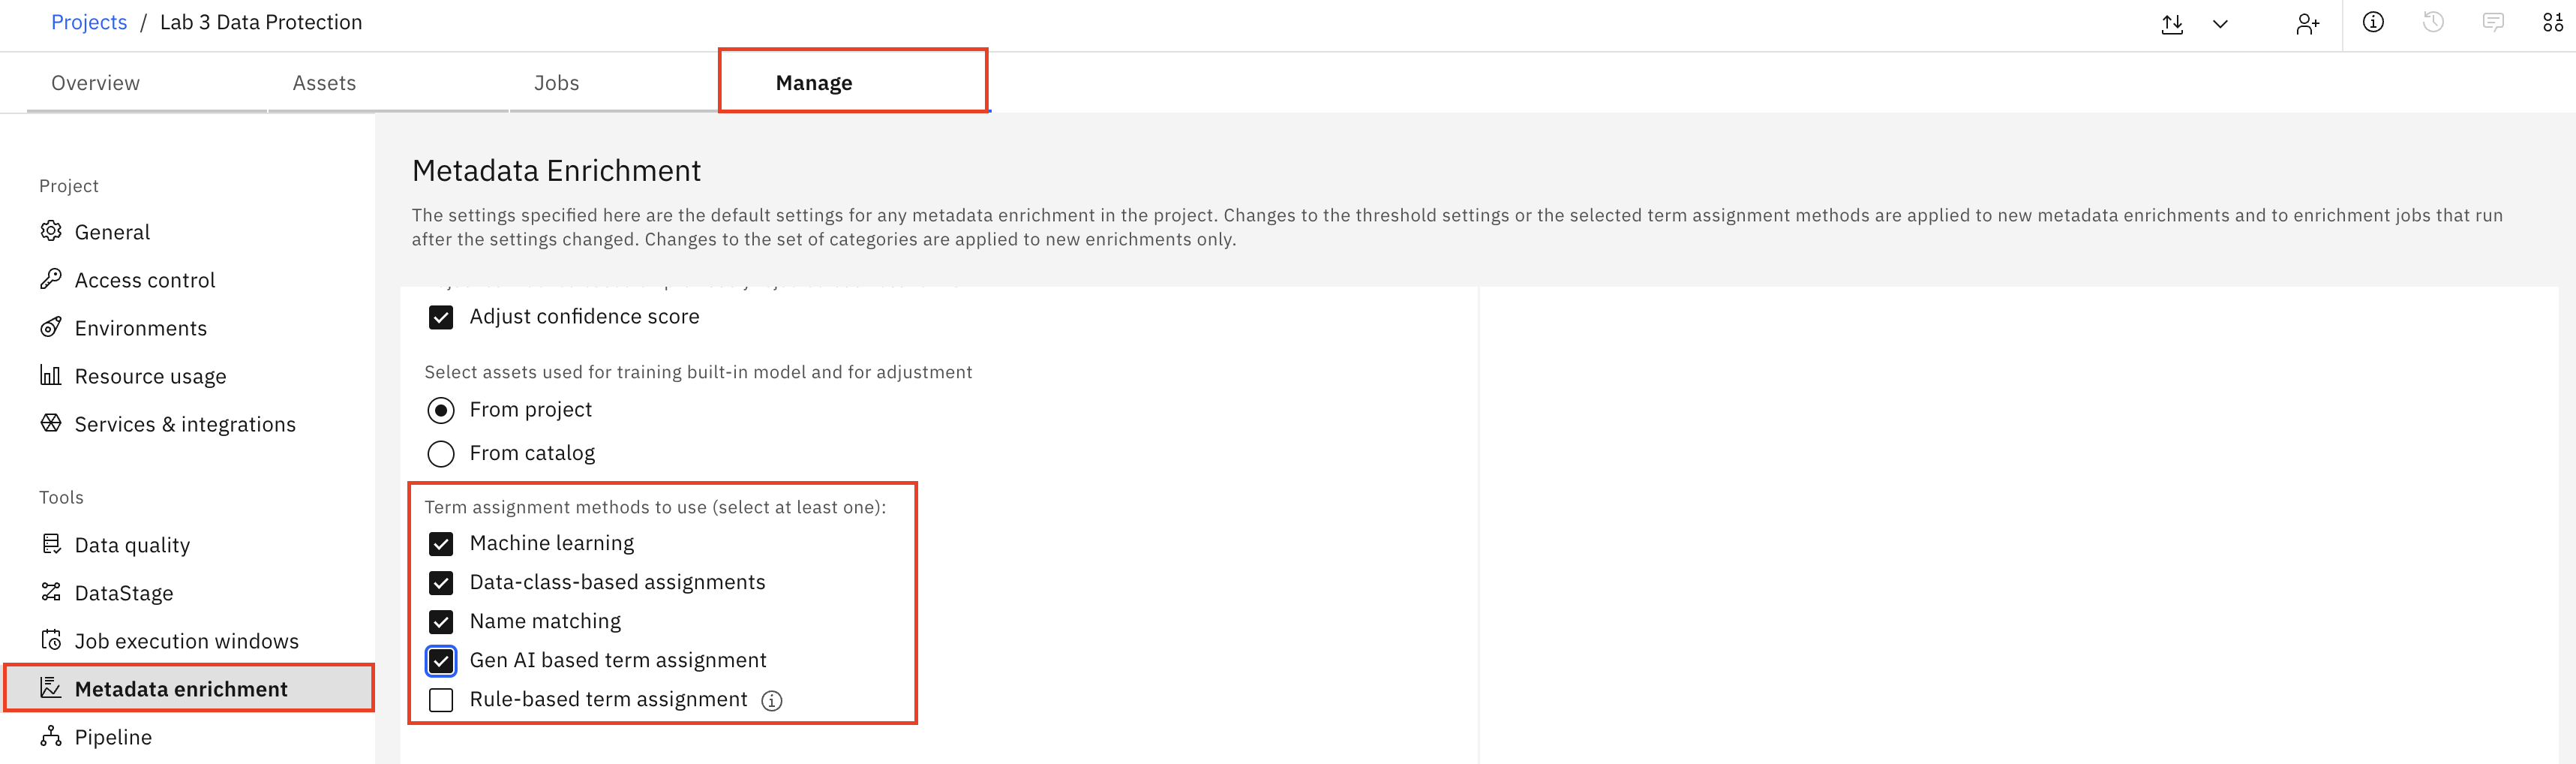 Projects / Lab 3 Data Protection
Overview
Assets
Jobs
Manage
Project
General
Access control
Environments
Resource usage
Services & integrations
Tools
Data quality
DataStage
Job execution windows
Metadata enrichment
Pipeline
Metadata Enrichment
The settings specified here are the default settings for any metadata enrichment in the project. Changes to the threshold settings or the selected term assignment methods are applied to new metadata enrichments and to enrichment jobs that run
after the settings changed. Changes to the set of categories are applied to new enrichments only.
Adjust confidence score
Select assets used for training built-in model and for adjustment
From project
From catalog
Term assignment methods to use (select at least one):
Machine learning
Data-class-based assignments
Name matching
Gen AI based term assignment
Rule-based term assignment